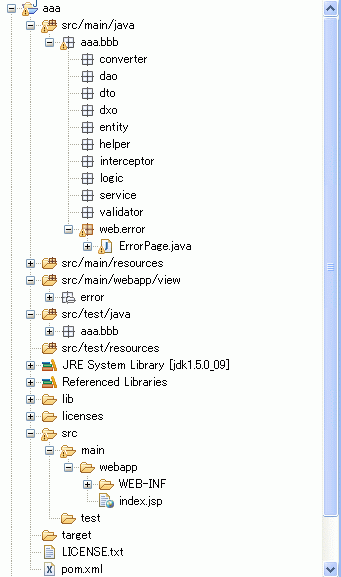 aaa
src/main/java
aaa.bbb
converter
dao
dto
dxo
entity
helper
interceptor
logic
service
validator
web.error
ErrorPage.java
src/main/resources
src/main/webapp/view
error
src/test/java
aaa.bbb
src/test/resources
JRE System Library [jdk1.5.0_09]
Referenced Libraries
lib
licenses
src
main
webapp
WEB-INF
index.jsp
test
target
LICENSE.txt
pom.xml